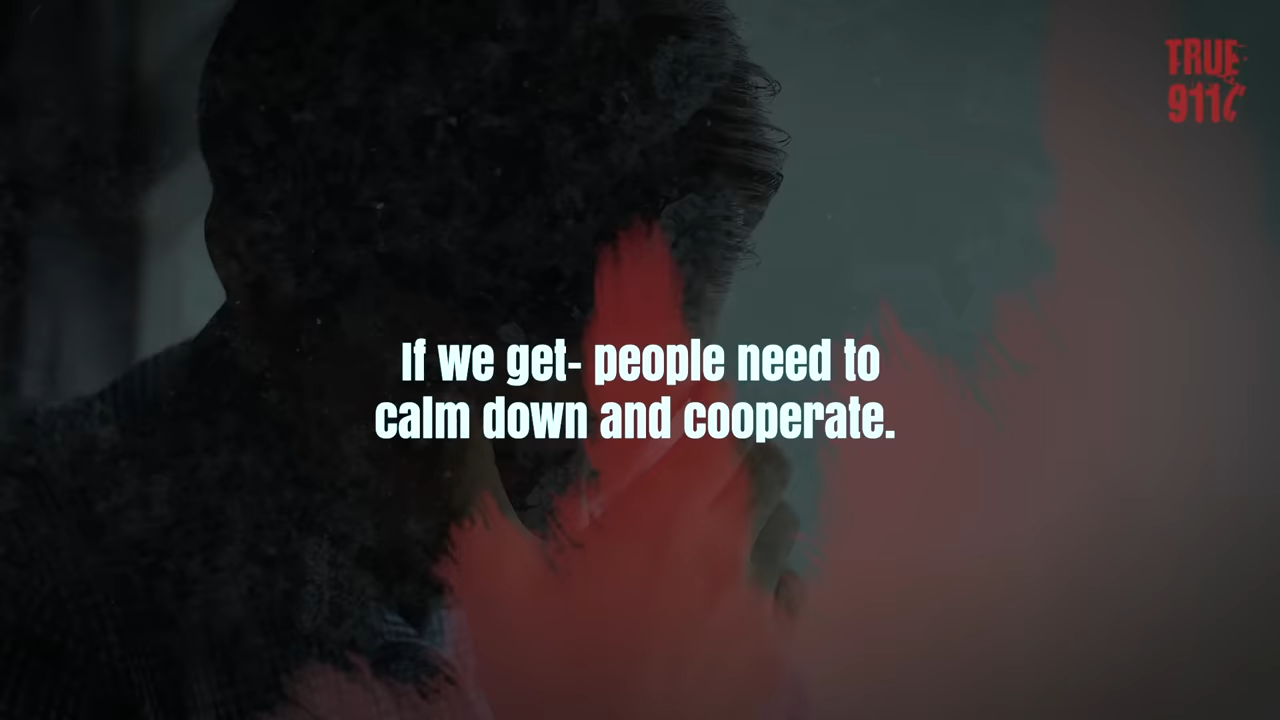 TRUE
911
If we get- people need to
calm down and cooperate.